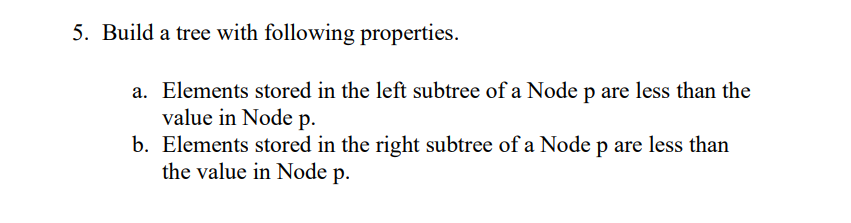 5. Build a tree with following properties.
a. Elements stored in the left subtree of a Node p are less than the
value in Node p.
b. Elements stored in the right subtree of a Node p are less than
the value in Node p.